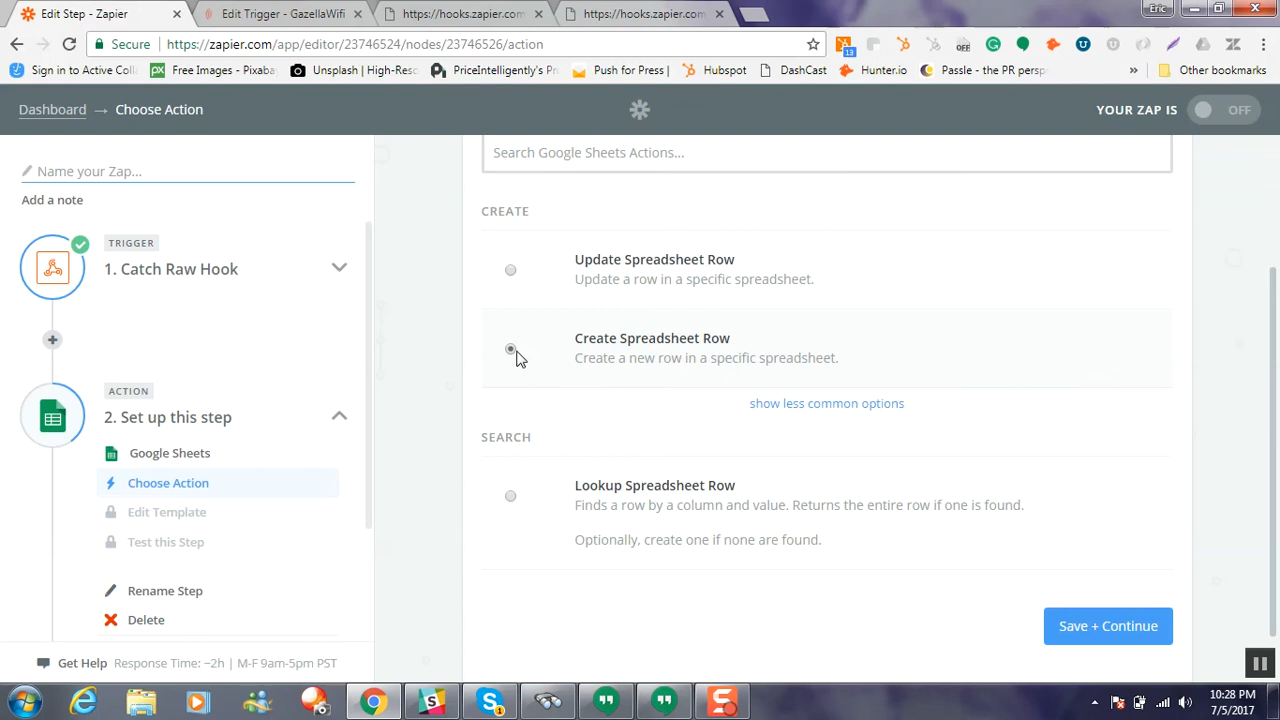 Edit Step - Zapier
Edit Trigger - GazellaWifi
https://hooks.zapier.com
https://hooks.zapier.com
Eric
Secure
https://zapier.com/app/editor/23746524/nodes/23746526/action
OFF
13
Sign in to Active Coll
px
Free Images - Pixaba
Unsplash | High-Res
PriceIntelligently's Pr
Push for Press |
Hubspot
DashCast
Hunter.io
Passle - the PR persp
»
Other bookmarks
Dashboard → Choose Action
YOUR ZAP IS
OFF
Name your Zap...
Add a note
TRIGGER
1. Catch Raw Hook
ACTION
2. Set up this step
Google Sheets
Choose Action
Edit Template
Test this Step
Rename Step
Delete
Get Help
Response Time: ~2h | M-F 9am-5pm PST
Search Google Sheets Actions...
CREATE
Update Spreadsheet Row
Update a row in a specific spreadsheet.
Create Spreadsheet Row
Create a new row in a specific spreadsheet.
show less common options
SEARCH
Lookup Spreadsheet Row
Finds a row by a column and value. Returns the entire row if one is found.
Optionally, create one if none are found.
Save + Continue
10:28 PM
7/5/2017